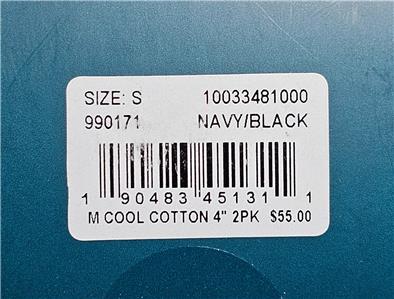 SIZE: S 10033481000
990171 NAVY/BLACK
1 90483 45131 1
M COOL COTTON 4" 2PK $55.00